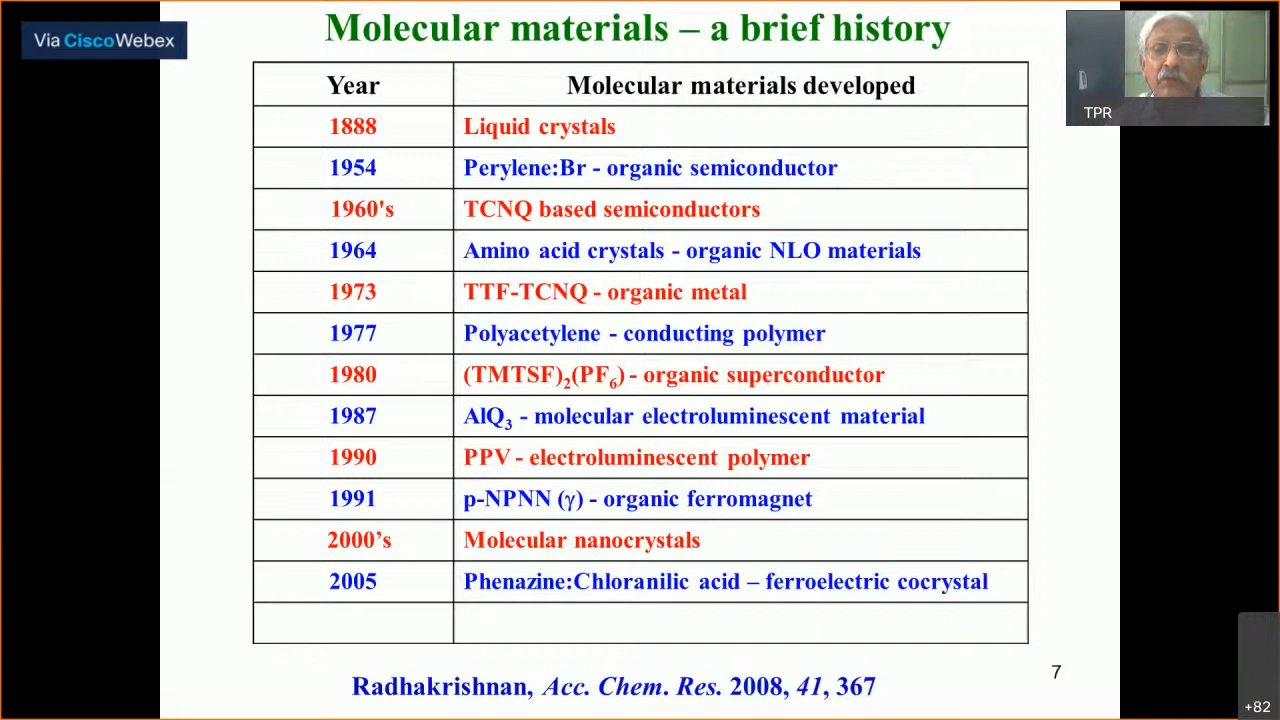 Via Cisco Webex
Molecular materials – a brief history
TPR
Year Molecular materials developed
1888 Liquid crystals
1954 Perylene:Br - organic semiconductor
1960's TCNQ based semiconductors
1964 Amino acid crystals - organic NLO materials
1973 TTF-TCNQ - organic metal
1977 Polyacetylene - conducting polymer
1980 (TMTSF)₂(PF₆) - organic superconductor
1987 AlQ₃ - molecular electroluminescent material
1990 PPV - electroluminescent polymer
1991 p-NPNN (γ) - organic ferromagnet
2000’s Molecular nanocrystals
2005 Phenazine:Chloranilic acid – ferroelectric cocrystal
7
Radhakrishnan, Acc. Chem. Res. 2008, 41, 367
+82